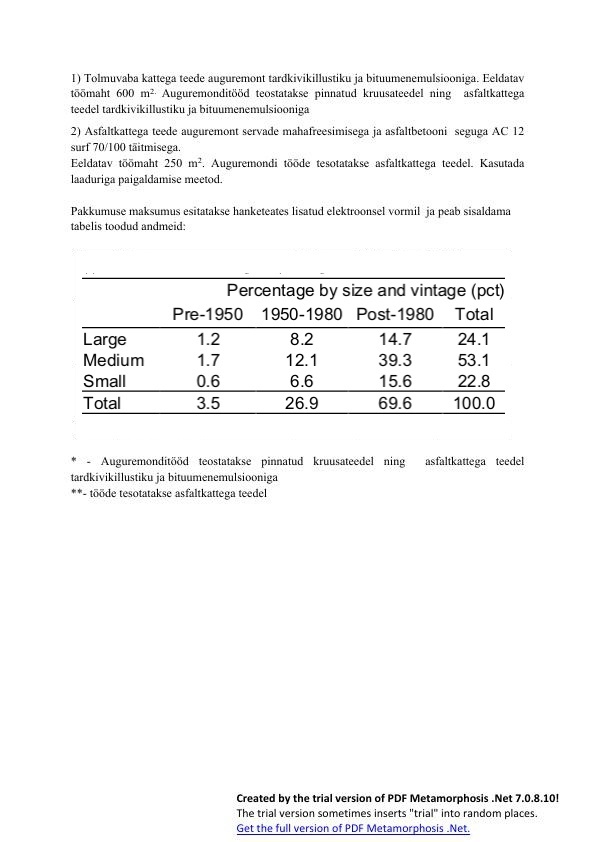 1) Tolmuvaba kattega teede auguremont tardkivikillustiku ja bituumenemulsiooniga. Eeldatav
töömaht 600 m². Auguremonditööd teostatakse pinnatud kruusateedel ning asfaltkattega
teedel tardkivikillustiku ja bituumenemulsiooniga
2) Asfaltkattega teede auguremont servade mahafreesimisega ja asfaltbetooni seguga AC 12
surf 70/100 täitmisega.
Eeldatav töömaht 250 m². Auguremondi tööde tesotatakse asfaltkattega teedel. Kasutada
laaduriga paigaldamise meetod.
Pakkumuse maksumus esitatakse hanketeates lisatud elektroonsel vormil ja peab sisaldama
tabelis toodud andmeid:
Percentage by size and vintage (pct)
Pre-1950 1950-1980 Post-1980 Total
Large 1.2 8.2 14.7 24.1
Medium 1.7 12.1 39.3 53.1
Small 0.6 6.6 15.6 22.8
Total 3.5 26.9 69.6 100.0
* - Auguremonditööd teostatakse pinnatud kruusateedel ning asfaltkattega teedel
tardkivikillustiku ja bituumenemulsiooniga
**- tööde tesotatakse asfaltkattega teedel
Created by the trial version of PDF Metamorphosis .Net 7.0.8.10!
The trial version sometimes inserts "trial" into random places.
Get the full version of PDF Metamorphosis .Net.